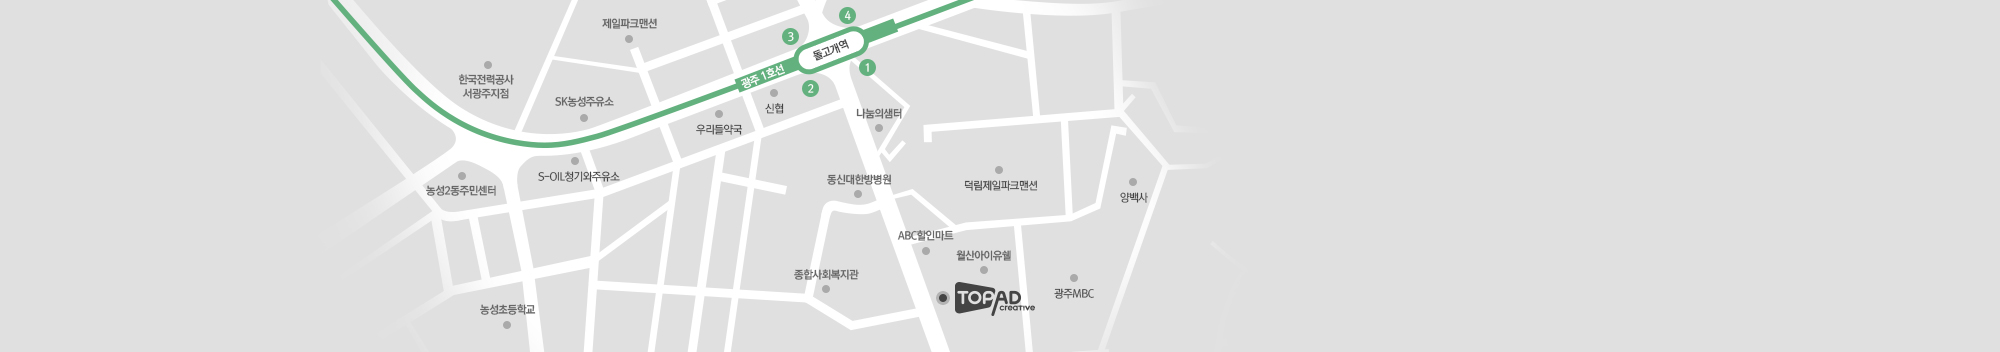 제일파크맨션
4
3
돌고개역
1
광주 1호선
2
한국전력공사
서광주지점
SK농성주유소
신협
우리들약국
나눔의샘터
S-OIL청기와주유소
농성2동주민센터
동신대한방병원
덕림제일파크맨션
양백사
ABC할인마트
월산아이유쉘
종합사회복지관
광주MBC
TOPAD
creative
농성초등학교